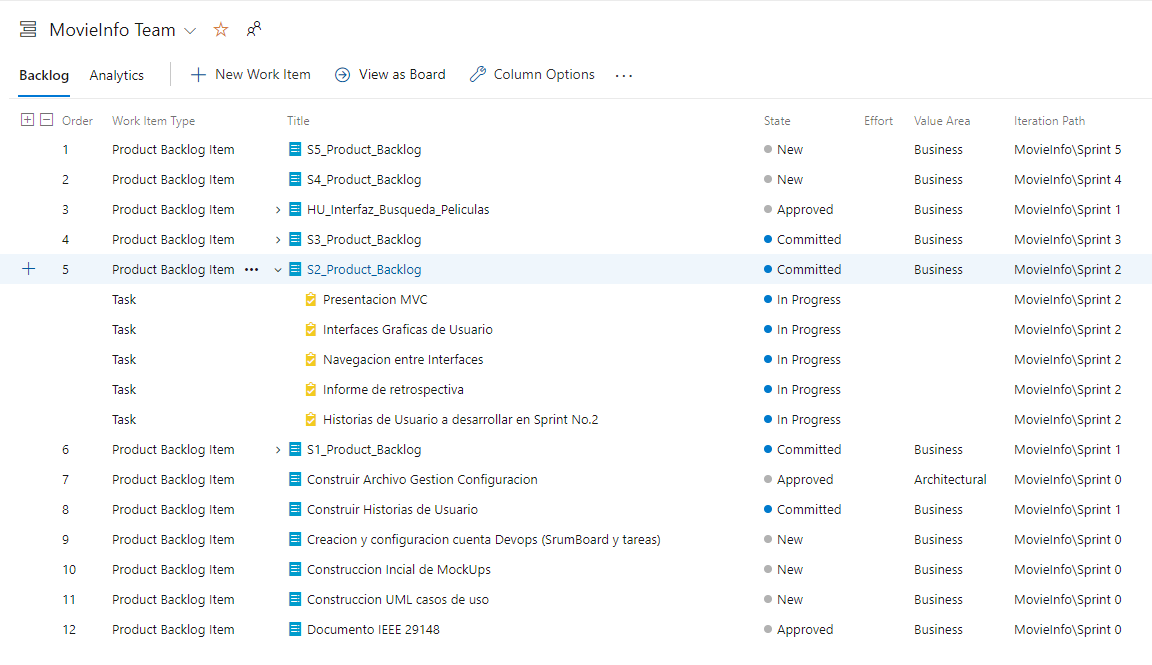 MovieInfo Team
Backlog Analytics New Work Item View as Board Column Options ...
Order Work Item Type Title State Effort Value Area Iteration Path
1 Product Backlog Item S5_Product_Backlog New Business MovieInfo\Sprint 5
2 Product Backlog Item S4_Product_Backlog New Business MovieInfo\Sprint 4
3 Product Backlog Item HU_Interfaz_Busqueda_Peliculas Approved Business MovieInfo\Sprint 1
4 Product Backlog Item S3_Product_Backlog Committed Business MovieInfo\Sprint 3
5 Product Backlog Item ... S2_Product_Backlog Committed Business MovieInfo\Sprint 2
Task Presentacion MVC In Progress MovieInfo\Sprint 2
Task Interfaces Graficas de Usuario In Progress MovieInfo\Sprint 2
Task Navegacion entre Interfaces In Progress MovieInfo\Sprint 2
Task Informe de retrospectiva In Progress MovieInfo\Sprint 2
Task Historias de Usuario a desarrollar en Sprint No.2 In Progress MovieInfo\Sprint 2
6 Product Backlog Item S1_Product_Backlog Committed Business MovieInfo\Sprint 1
7 Product Backlog Item Construir Archivo Gestion Configuracion Approved Architectural MovieInfo\Sprint 0
8 Product Backlog Item Construir Historias de Usuario Committed Business MovieInfo\Sprint 1
9 Product Backlog Item Creacion y configuracion cuenta Devops (SrumBoard y tareas) New Business MovieInfo\Sprint 0
10 Product Backlog Item Construccion Incial de MockUps New Business MovieInfo\Sprint 0
11 Product Backlog Item Construccion UML casos de uso New Business MovieInfo\Sprint 0
12 Product Backlog Item Documento IEEE 29148 Approved Business MovieInfo\Sprint 0